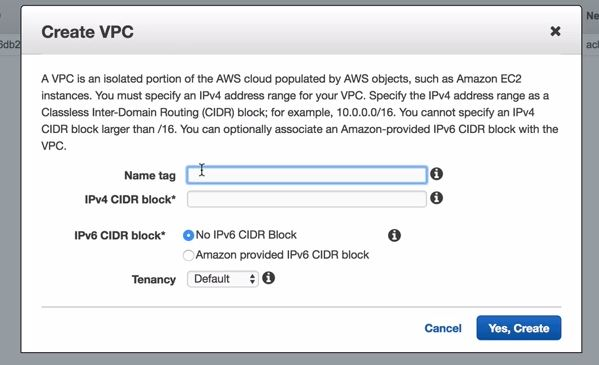 Create VPC
A VPC is an isolated portion of the AWS cloud populated by AWS objects, such as Amazon EC2
instances. You must specify an IPv4 address range for your VPC. Specify the IPv4 address range as a
Classless Inter-Domain Routing (CIDR) block; for example, 10.0.0.0/16. You cannot specify an IPv4
CIDR block larger than /16. You can optionally associate an Amazon-provided IPv6 CIDR block with the
VPC.
Name tag
IPv4 CIDR block*
IPv6 CIDR block* No IPv6 CIDR Block
Amazon provided IPv6 CIDR block
Tenancy Default
Cancel Yes, Create